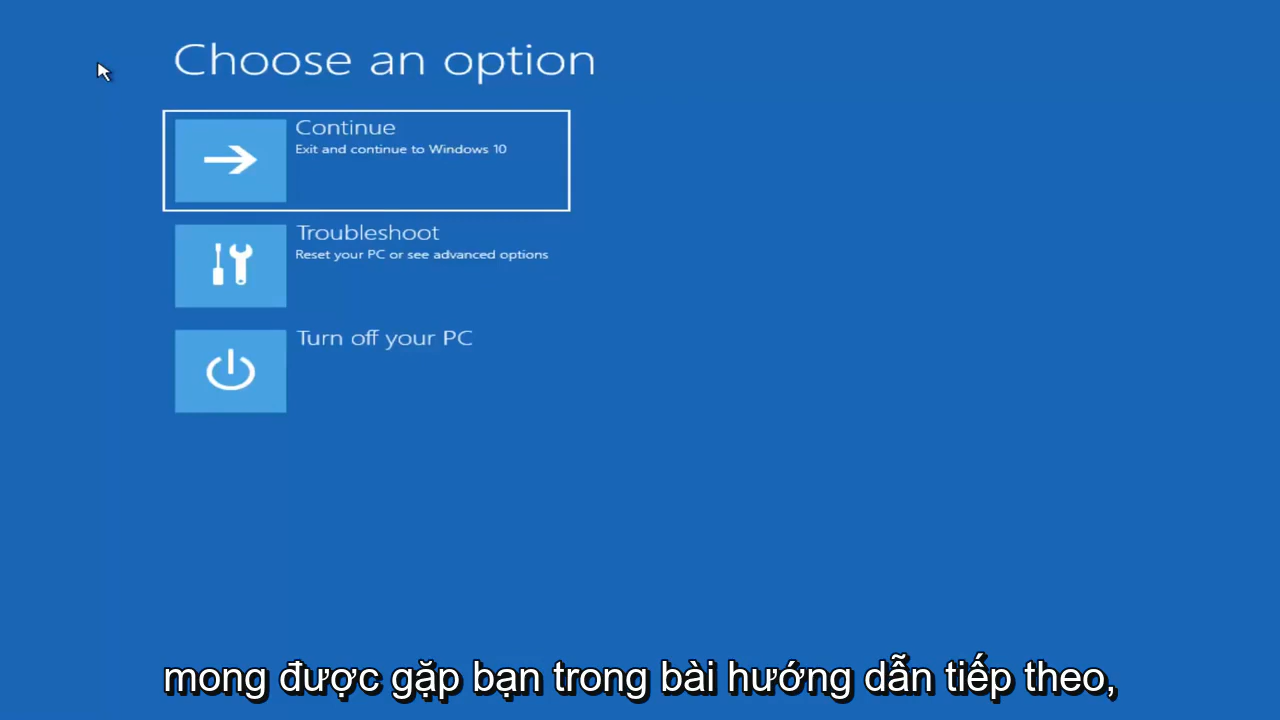 Choose an option
Continue
Exit and continue to Windows 10
Troubleshoot
Reset your PC or see advanced options
Turn off your PC
mong được gặp bạn trong bài hướng dẫn tiếp theo,